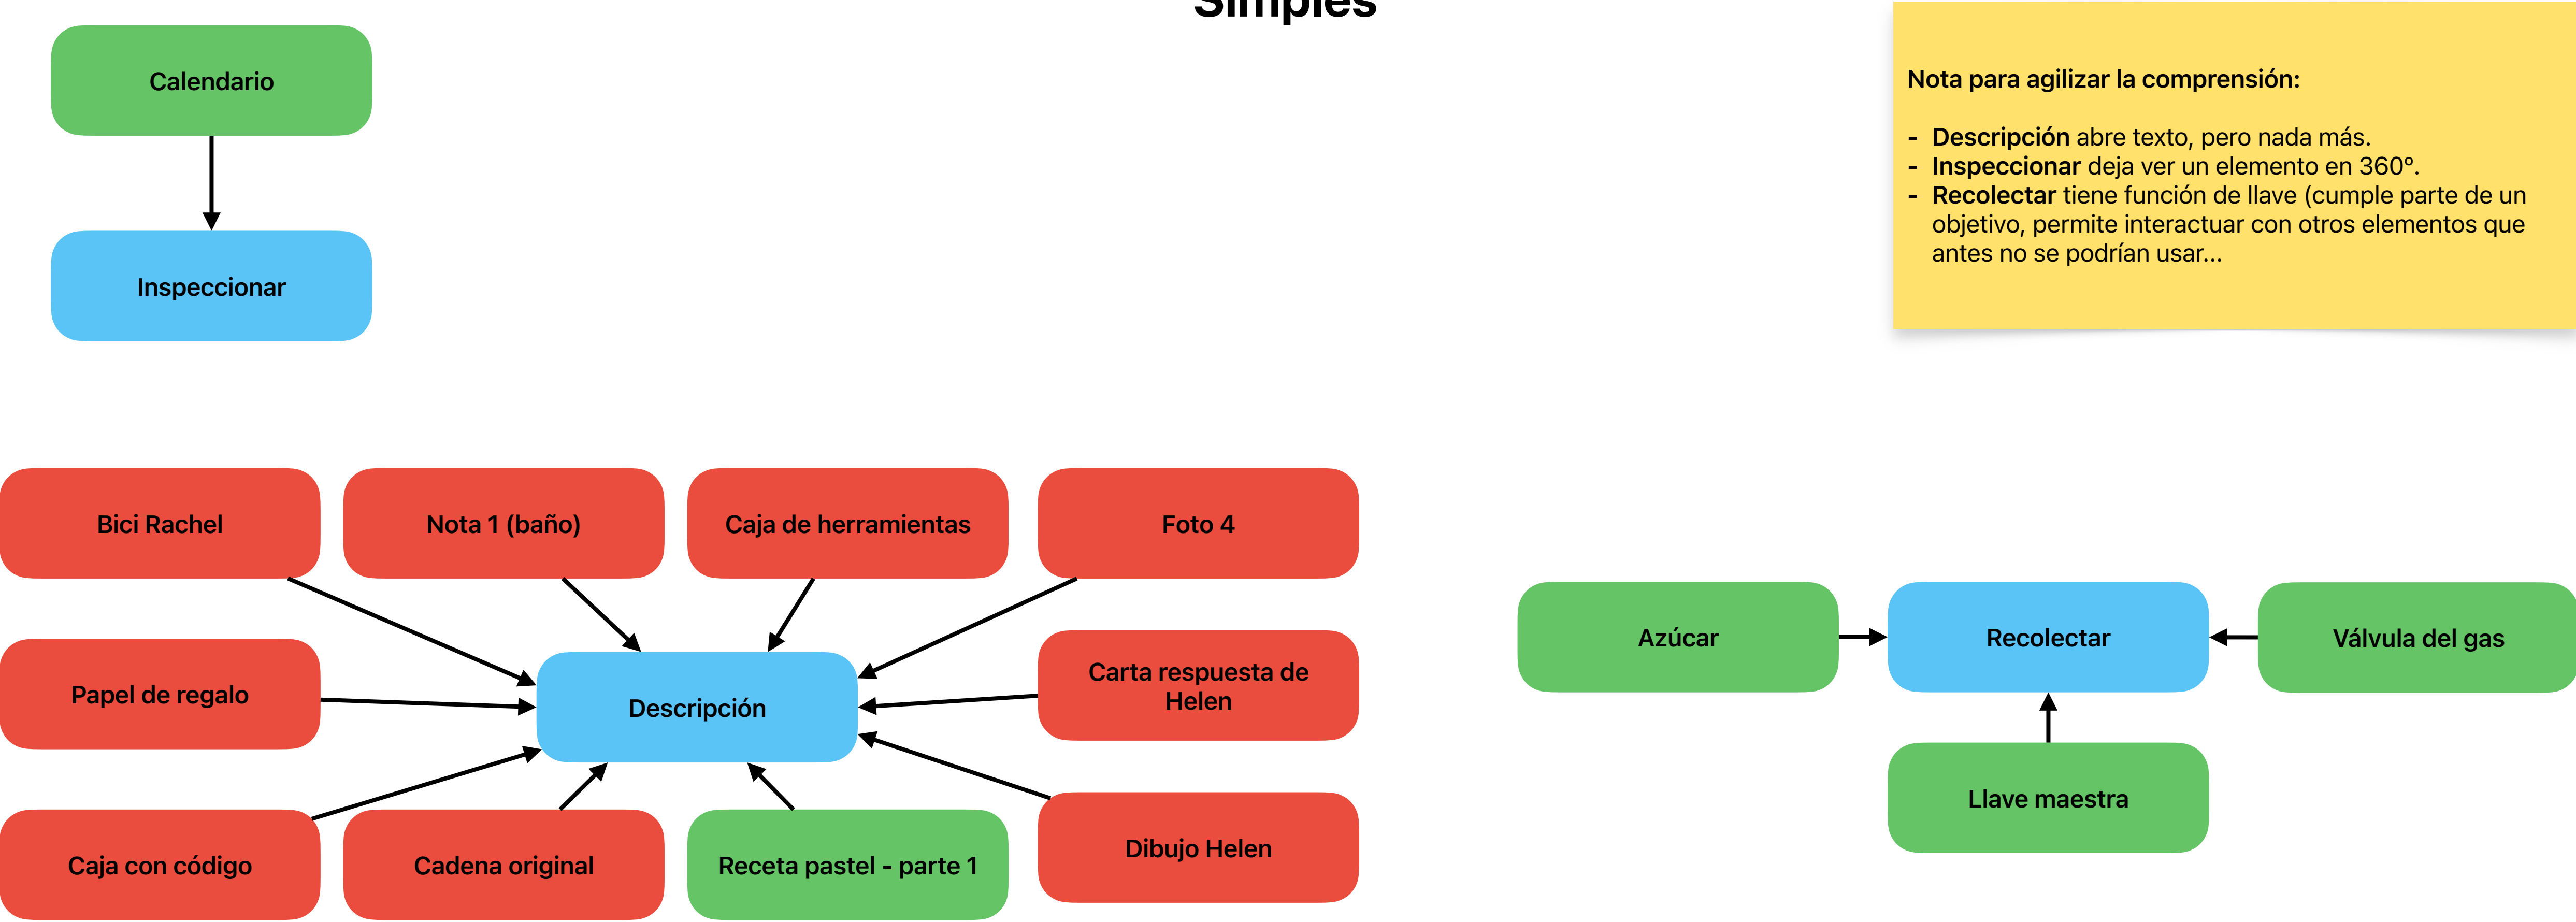 Simples
Calendario
Inspeccionar
Nota para agilizar la comprensión:
- Descripción abre texto, pero nada más.
- Inspeccionar deja ver un elemento en 360º.
- Recolectar tiene función de llave (cumple parte de un
objetivo, permite interactuar con otros elementos que
antes no se podrían usar...
Bici Rachel
Nota 1 (baño)
Caja de herramientas
Foto 4
Papel de regalo
Descripción
Carta respuesta de
Helen
Caja con código
Cadena original
Receta pastel - parte 1
Dibujo Helen
Azúcar
Recolectar
Válvula del gas
Llave maestra